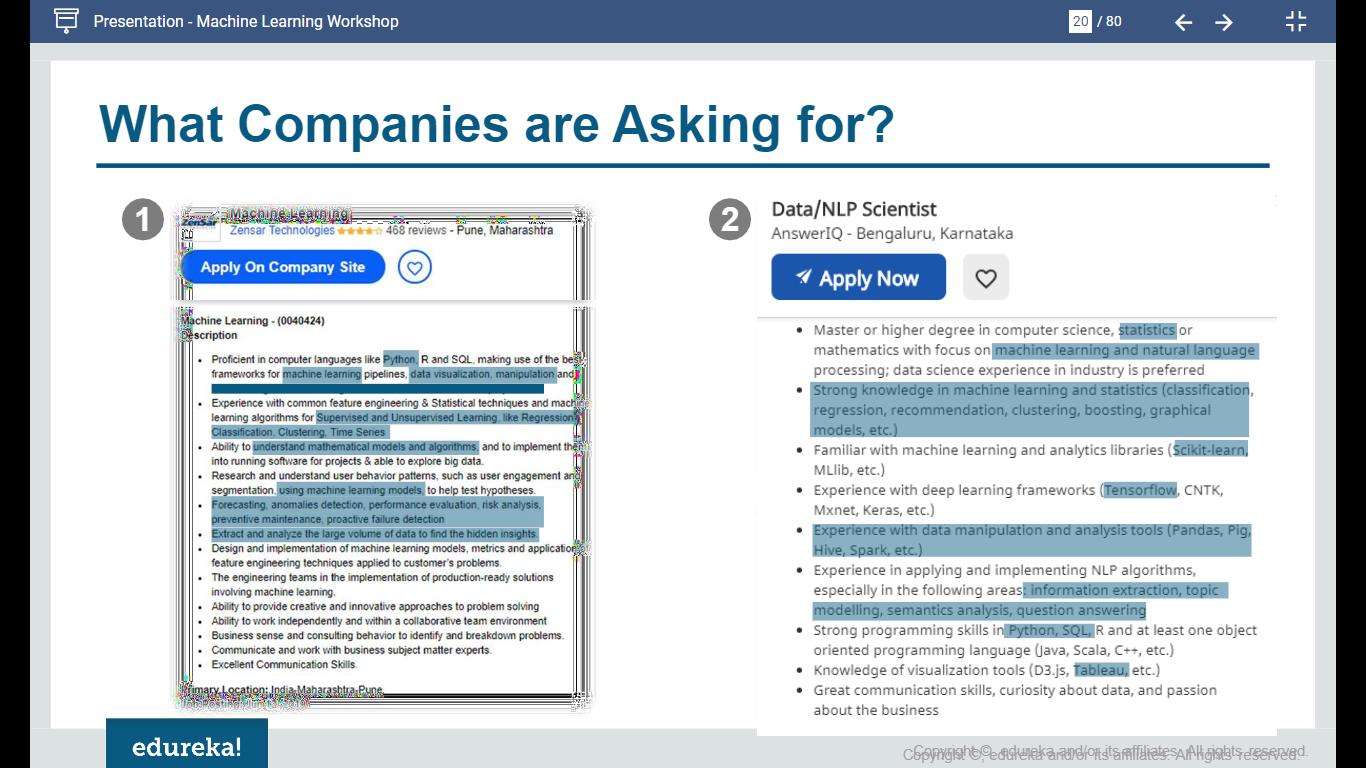 Presentation - Machine Learning Workshop
20 / 80
What Companies are Asking for?
1
Machine Learning
Zensar
Zensar Technologies 468 reviews - Pune, Maharashtra
Apply On Company Site
Machine Learning - (0040424)
Description
• Proficient in computer languages like Python, R and SQL, making use of the best
frameworks for machine learning pipelines, data visualization, manipulation and
• Experience with common feature engineering & Statistical techniques and machine
learning algorithms for Supervised and Unsupervised Learning, like Regression,
Classification, Clustering, Time Series
• Ability to understand mathematical models and algorithms, and to implement them
into running software for projects & able to explore big data.
• Research and understand user behavior patterns, such as user engagement and
segmentation, using machine learning models, to help test hypotheses.
• Forecasting, anomalies detection, performance evaluation, risk analysis,
preventive maintenance, proactive failure detection
• Extract and analyze the large volume of data to find the hidden insights.
• Design and implementation of machine learning models, metrics and application of
feature engineering techniques applied to customer's problems.
• The engineering teams in the implementation of production-ready solutions
involving machine learning.
• Ability to provide creative and innovative approaches to problem solving
• Ability to work independently and within a collaborative team environment
• Business sense and consulting behavior to identify and breakdown problems.
• Communicate and work with business subject matter experts.
• Excellent Communication Skills.
Primary Location: India-Maharashtra-Pune
2
Data/NLP Scientist
AnswerIQ - Bengaluru, Karnataka
Apply Now
• Master or higher degree in computer science, statistics or
mathematics with focus on machine learning and natural language
processing; data science experience in industry is preferred
• Strong knowledge in machine learning and statistics (classification,
regression, recommendation, clustering, boosting, graphical
models, etc.)
• Familiar with machine learning and analytics libraries (Scikit-learn,
MLlib, etc.)
• Experience with deep learning frameworks (Tensorflow, CNTK,
Mxnet, Keras, etc.)
• Experience with data manipulation and analysis tools (Pandas, Pig,
Hive, Spark, etc.)
• Experience in applying and implementing NLP algorithms,
especially in the following areas: information extraction, topic
modelling, semantics analysis, question answering
• Strong programming skills in Python, SQL, R and at least one object
oriented programming language (Java, Scala, C++, etc.)
• Knowledge of visualization tools (D3.js, Tableau, etc.)
• Great communication skills, curiosity about data, and passion
about the business
edureka!
Copyright ©, edureka and/or its affiliates. All rights reserved.
Copyright ©, edureka and/or its affiliates. All rights reserved.